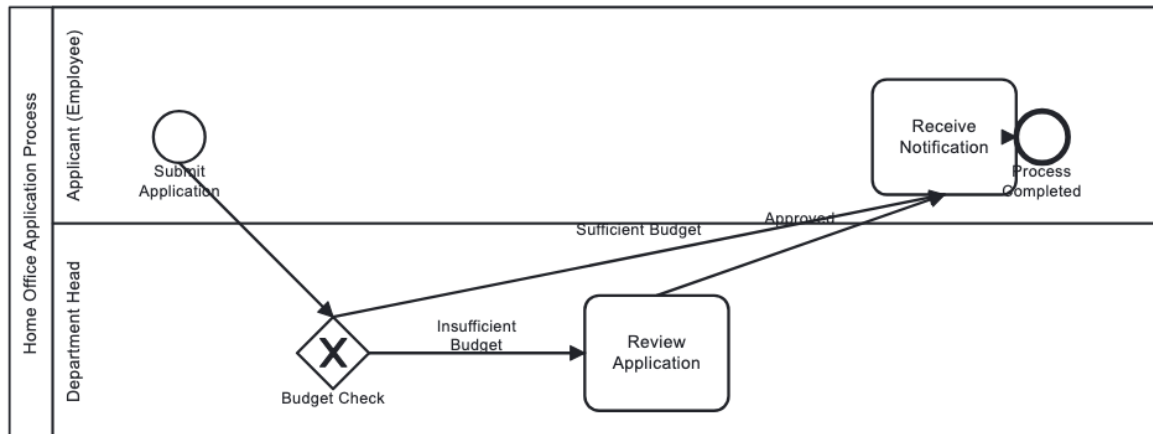 Home Office Application Process
Applicant (Employee)
Submit
Application
Receive
Notification
Process
Completed
Approved
Sufficient Budget
Department Head
Insufficient
Budget
X
Budget Check
Review
Application